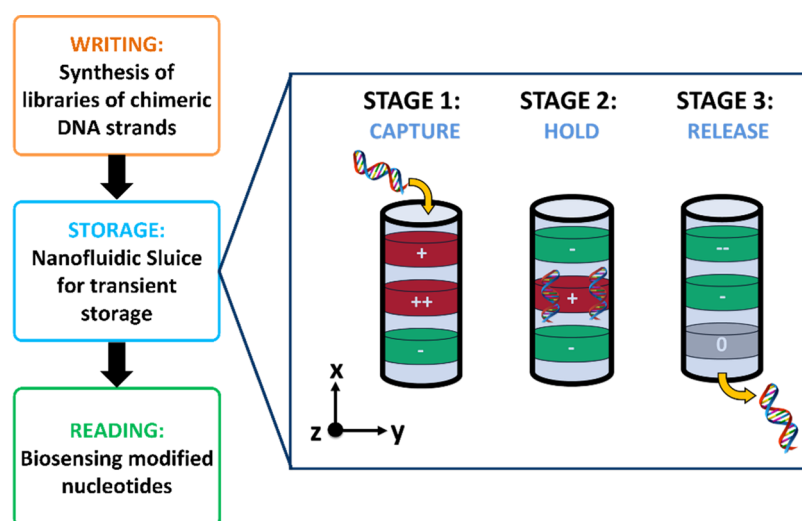 WRITING:
Synthesis of
libraries of chimeric
DNA strands
STORAGE:
Nanofluidic Sluice
for transient
storage
READING:
Biosensing modified
nucleotides
STAGE 1:
CAPTURE
+
++
-
STAGE 2:
HOLD
-
+
-
STAGE 3:
RELEASE
--
-
0
x
z
y